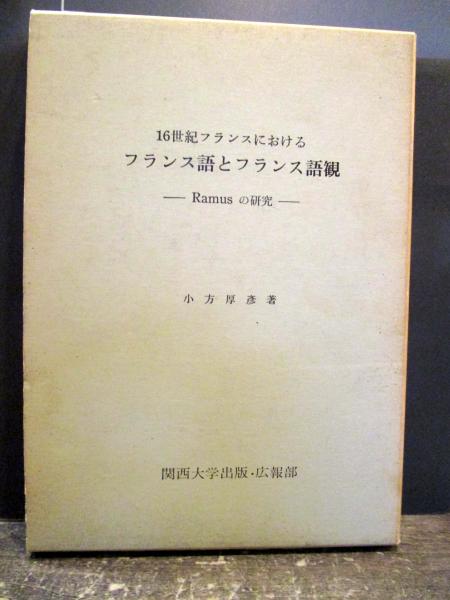 16世紀フランスにおける
フランス語とフランス語観
― Ramus の研究 ―
小方厚彦著
関西大学出版・広報部